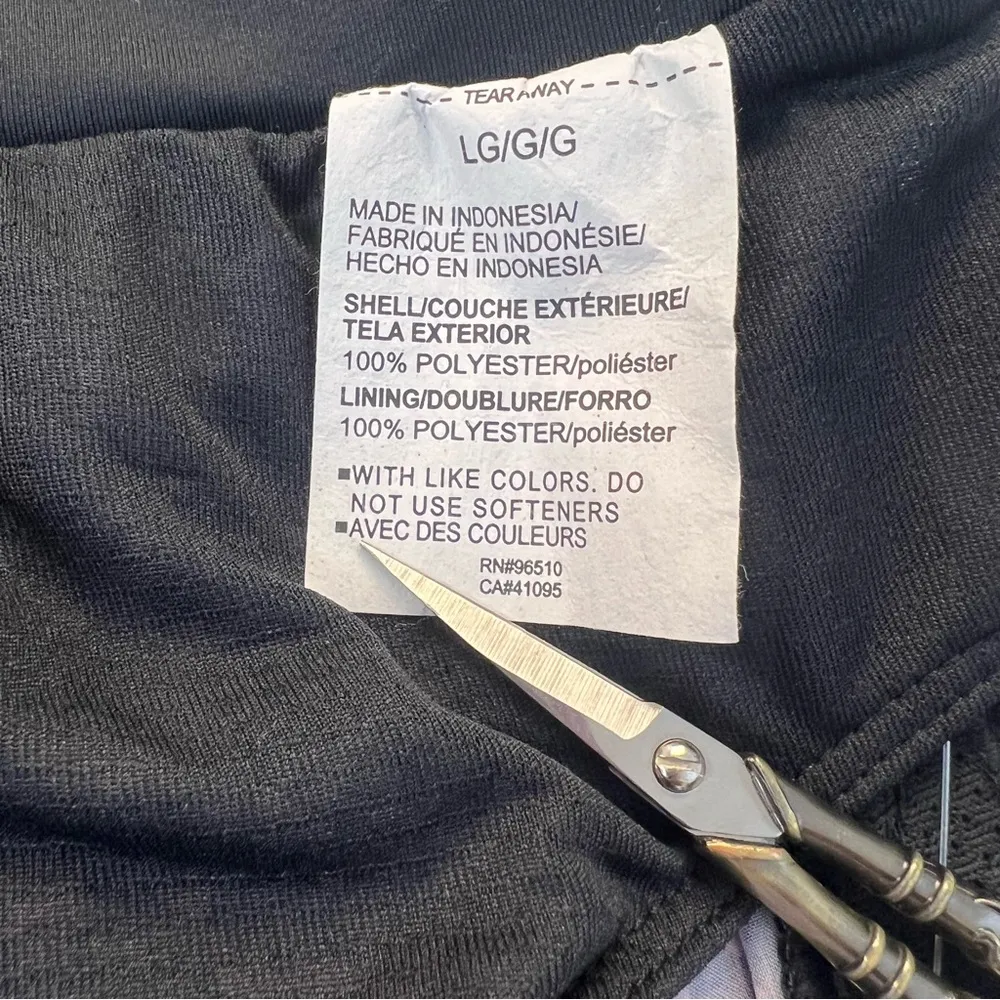 TEAR AWAY
LG/G/G
MADE IN INDONESIA/
FABRIQUÉ EN INDONÉSIE/
HECHO EN INDONESIA
SHELL/COUCHE EXTÉRIEURE/
TELA EXTERIOR
100% POLYESTER/poliéster
LINING/DOUBLURE/FORRO
100% POLYESTER/poliéster
■WITH LIKE COLORS. DO
NOT USE SOFTENERS
■AVEC DES COULEURS
RN#96510
CA#41095